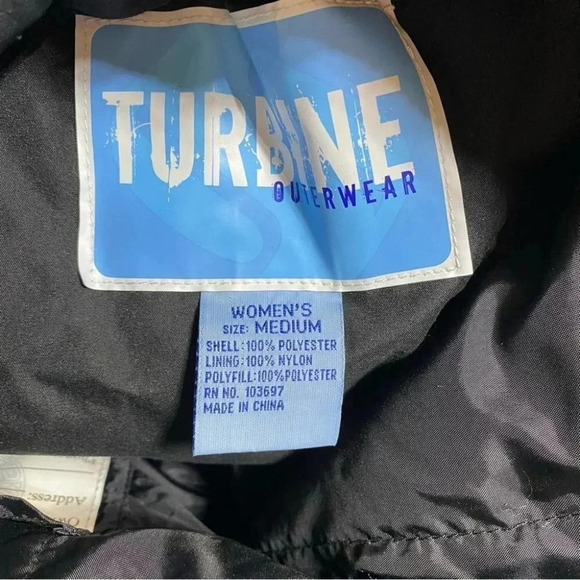 TURBINE
OUTERWEAR
WOMEN'S
SIZE: MEDIUM
SHELL:100% POLYESTER
LINING:100% NYLON
POLYFILL:100%POLYESTER
RN NO. 103697
MADE IN CHINA
Address: